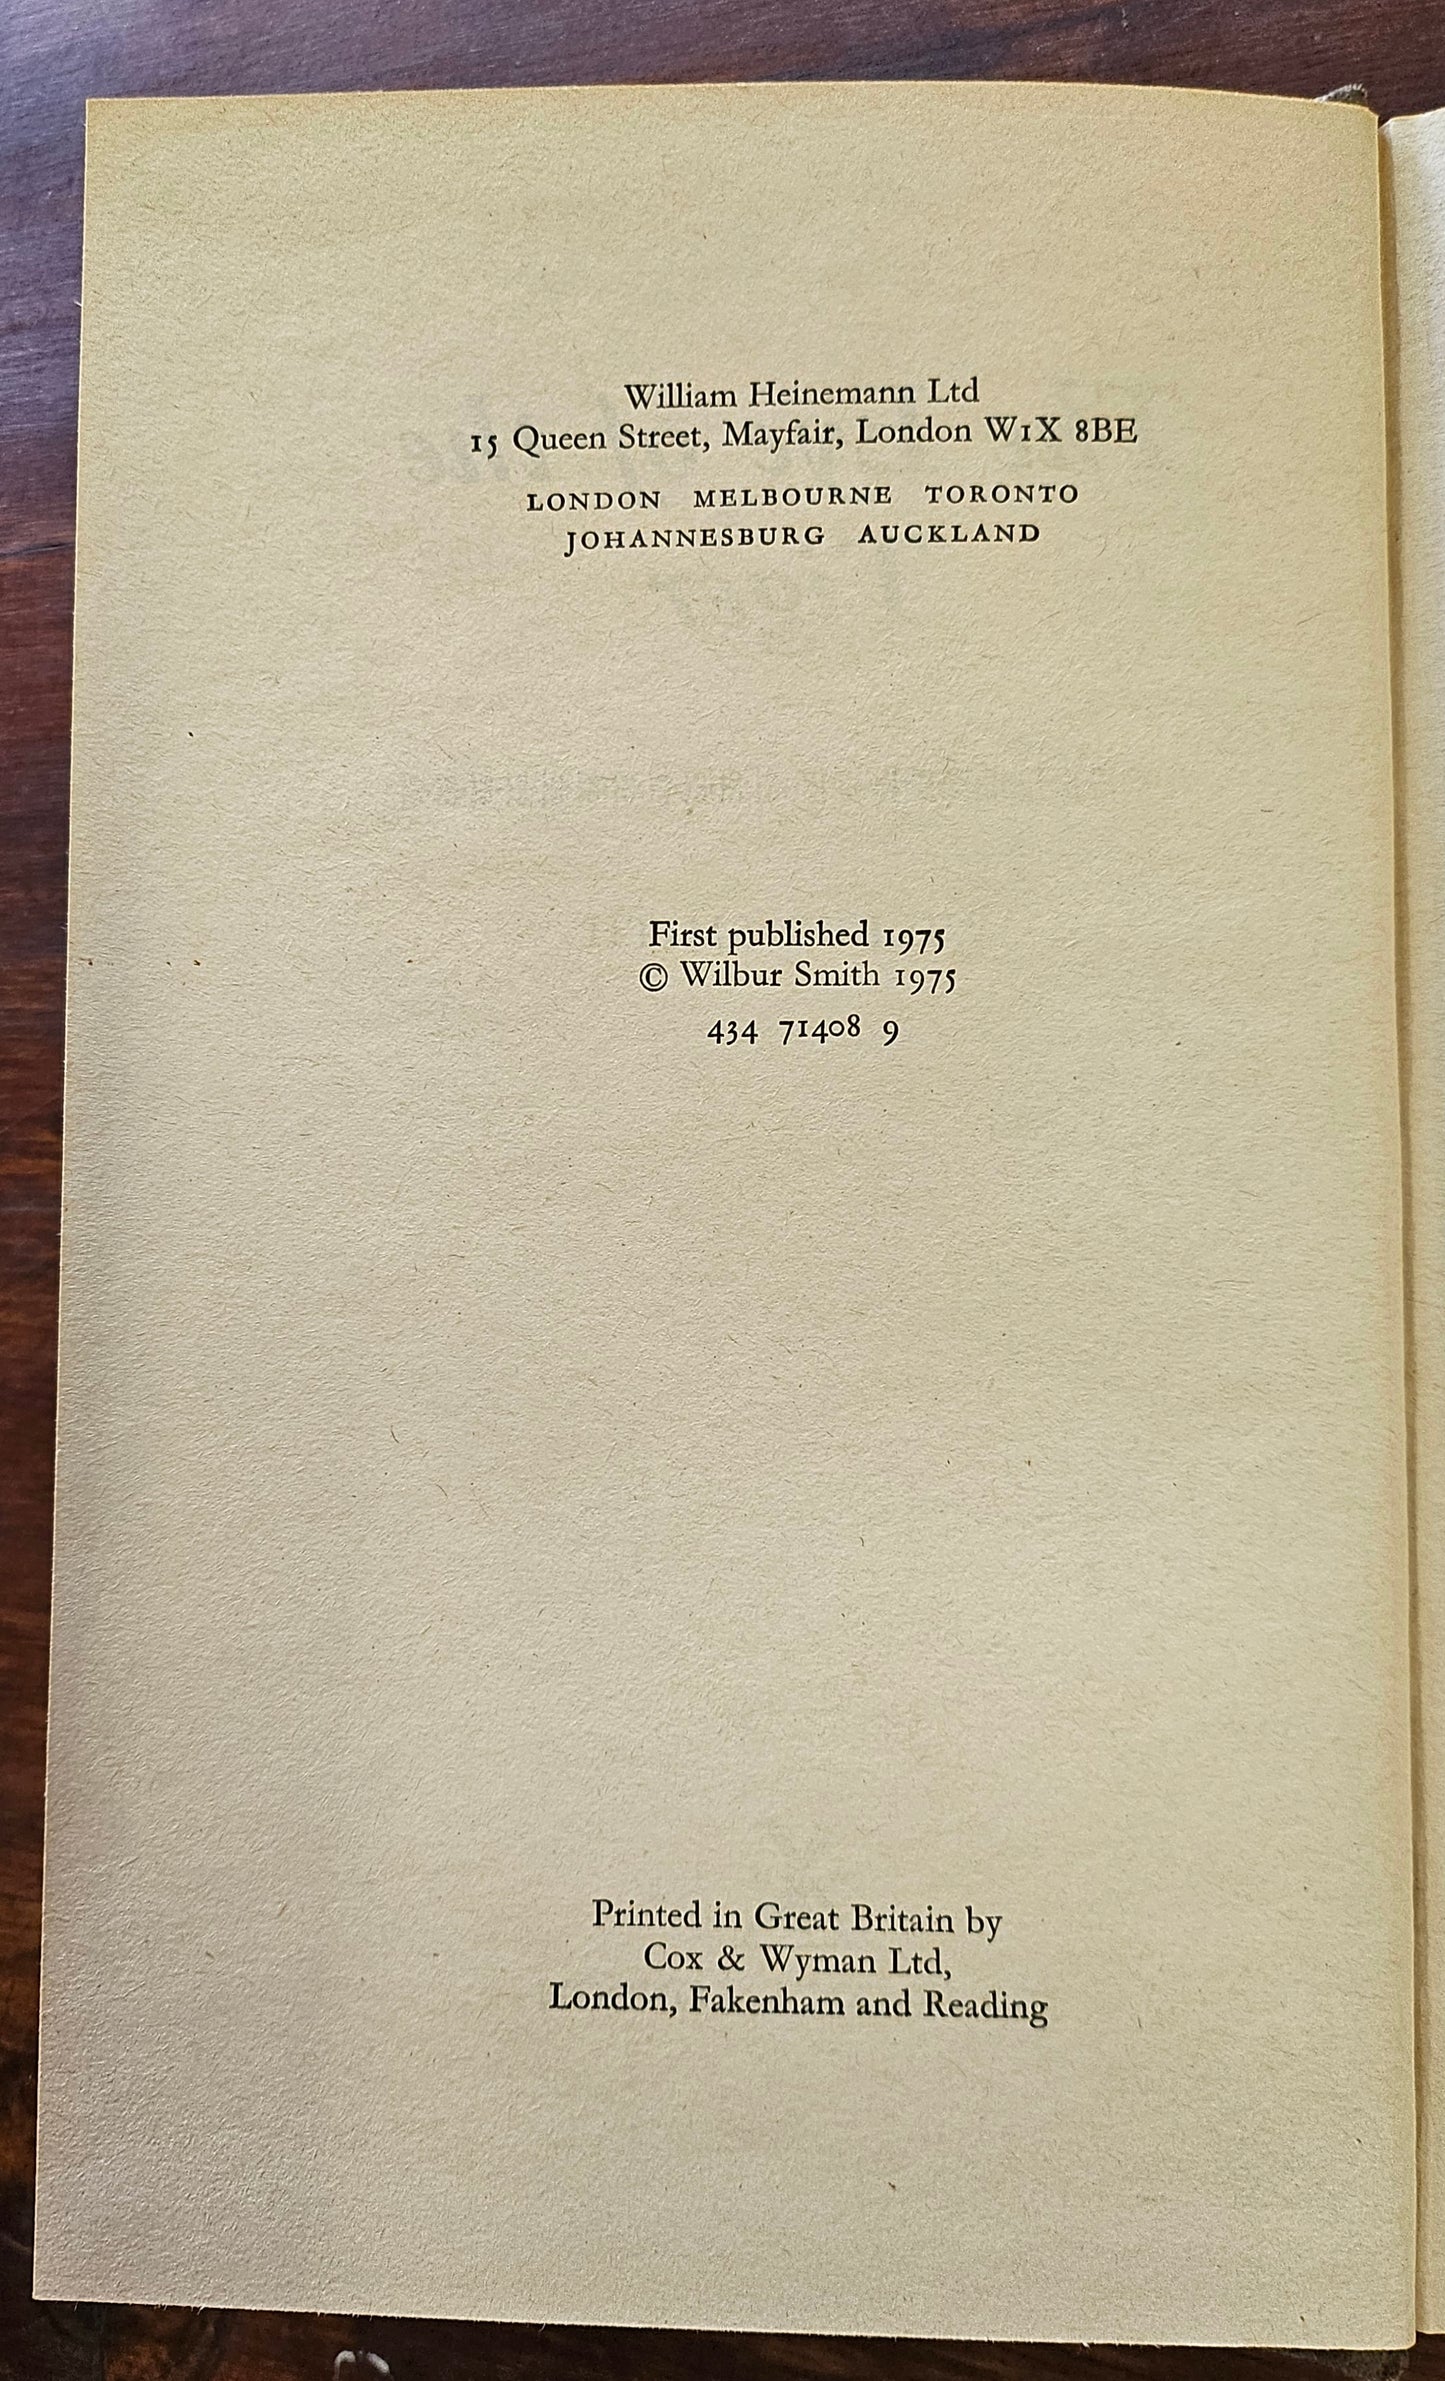 William Heinemann Ltd
15 Queen Street, Mayfair, London W1X 8BE
LONDON MELBOURNE TORONTO
JOHANNESBURG AUCKLAND
First published 1975
© Wilbur Smith 1975
434 71408 9
Printed in Great Britain by
Cox & Wyman Ltd,
London, Fakenham and Reading